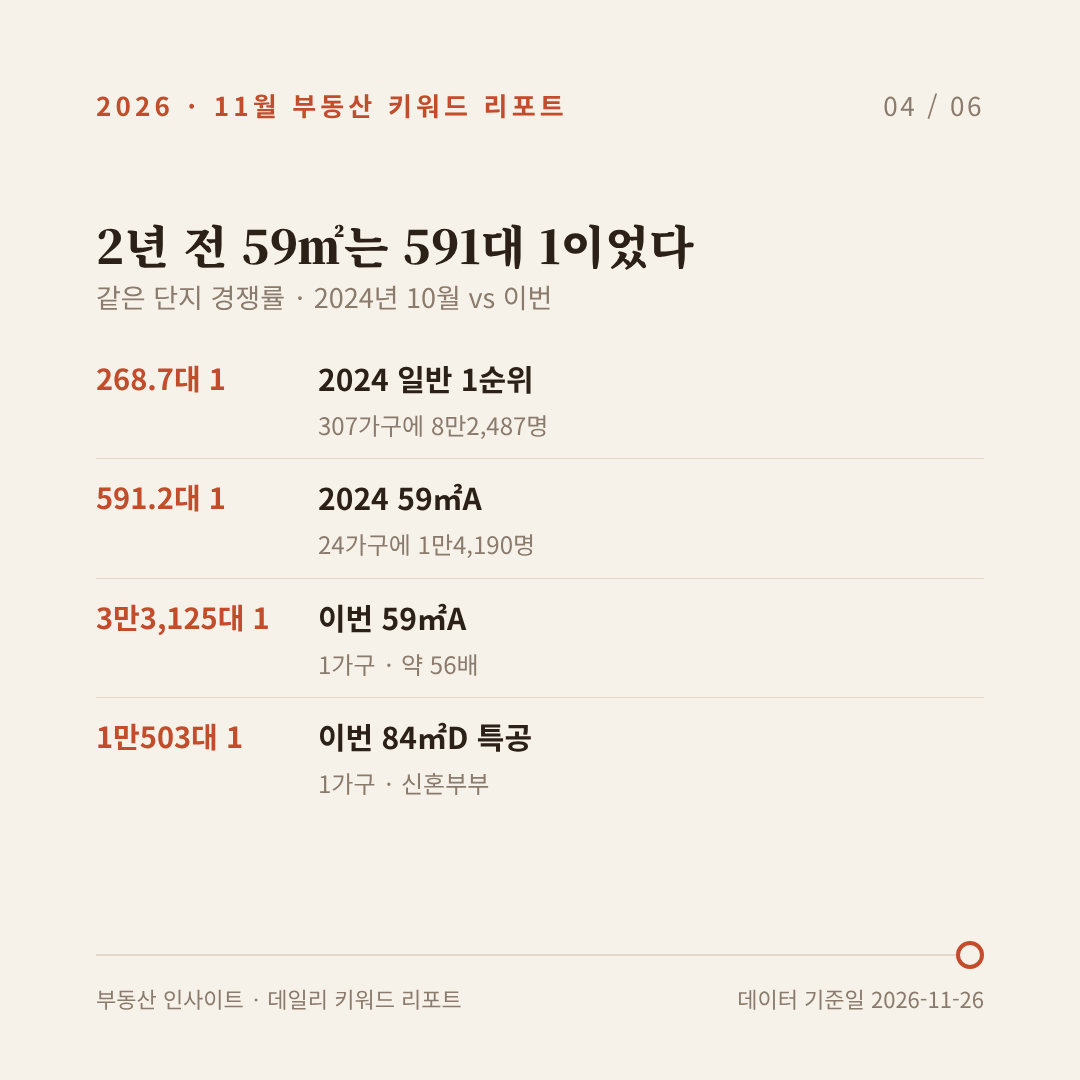 2026 · 11월 부동산 키워드 리포트
04 / 06
2년 전 59㎡는 591대 1이었다
같은 단지 경쟁률 · 2024년 10월 vs 이번
268.7대 1
2024 일반 1순위
307가구에 8만2,487명
591.2대 1
2024 59㎡A
24가구에 1만4,190명
3만3,125대 1
이번 59㎡A
1가구 · 약 56배
1만503대 1
이번 84㎡D 특공
1가구 · 신혼부부
부동산 인사이트 · 데일리 키워드 리포트
데이터 기준일 2026-11-26